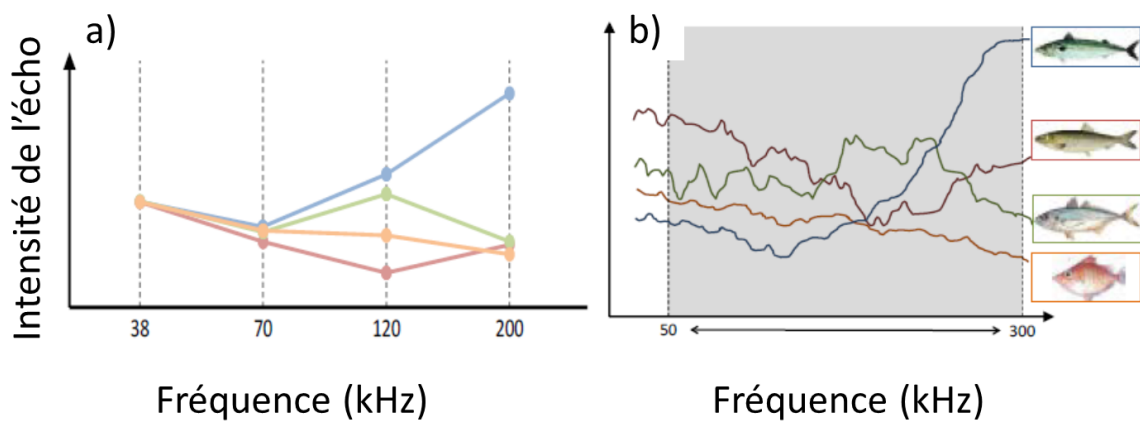 a)
Intensité de l'écho
38 70 120 200
Fréquence (kHz)
b)
50 300
Fréquence (kHz)